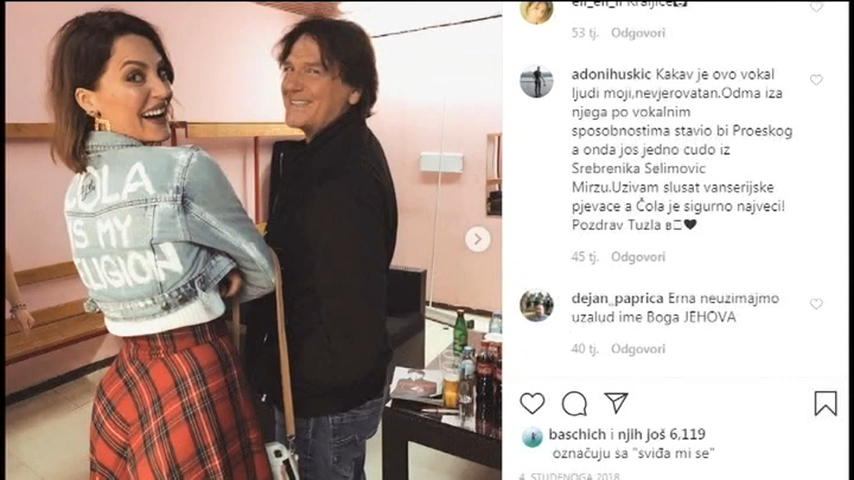 ČOLA
IS MY
RELIGION
eli_eli_li Kraljice
53 tj. Odgovori
adonihuskic Kakav je ovo vokal
ljudi moji,nevjerovatan.Odma iza
njega po vokalnim
sposobnostima stavio bi Proeskog
a onda jos jedno cudo iz
Srebrenika Selimovic
Mirzu.Uzivam slusat vanserijske
pjevace a Čola je sigurno najveci!
Pozdrav Tuzla
45 tj. Odgovori
dejan_paprica Erna neuzimajmo
uzalud ime Boga JEHOVA
40 tj. Odgovori
baschich i njih još 6,119
označuju sa "sviđa mi se"
4. STUDENOGA 2018.